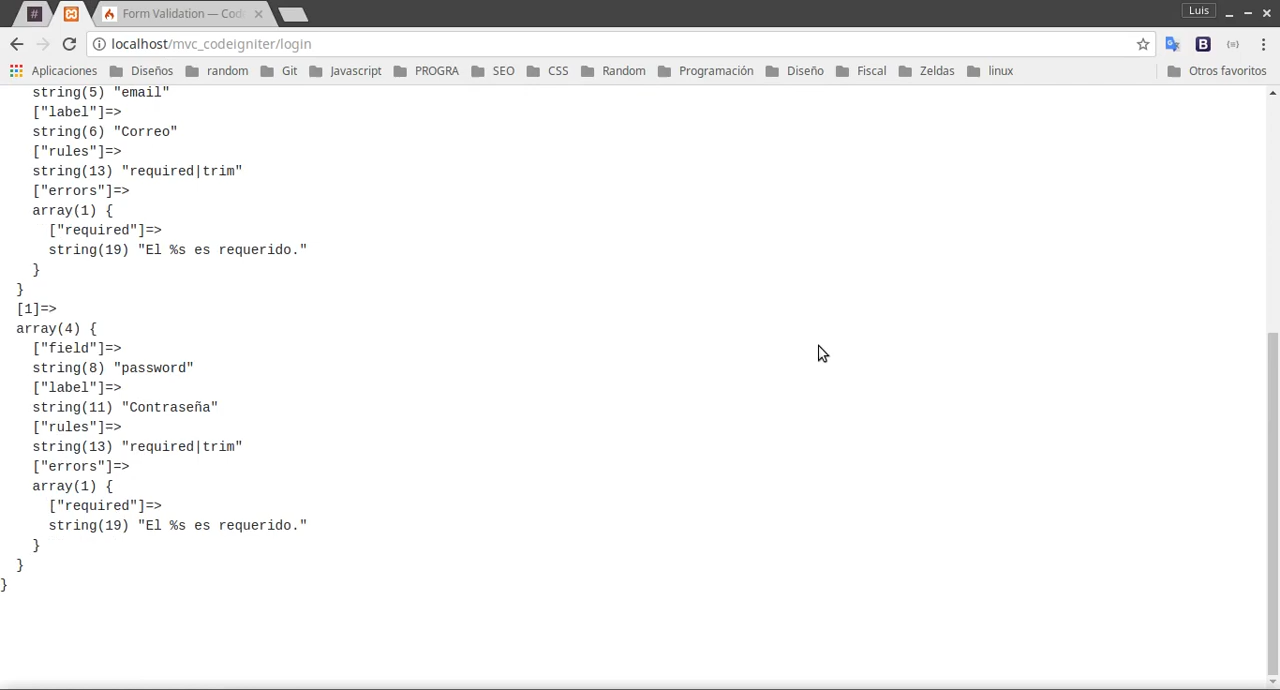 #
Form Validation — Cod
Luis
localhost/mvc_codeigniter/login
B
Aplicaciones Diseños random Git Javascript PROGRA SEO CSS Random Programación Diseño Fiscal Zeldas linux Otros favoritos
string(5) "email"
["label"]=>
string(6) "Correo"
["rules"]=>
string(13) "required|trim"
["errors"]=>
array(1) {
["required"]=>
string(19) "El %s es requerido."
}
}
[1]=>
array(4) {
["field"]=>
string(8) "password"
["label"]=>
string(11) "Contraseña"
["rules"]=>
string(13) "required|trim"
["errors"]=>
array(1) {
["required"]=>
string(19) "El %s es requerido."
}
}
}